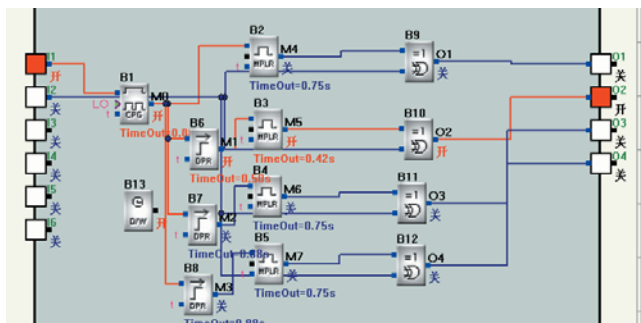 I1
开
I2
关
I3
关
I4
关
I5
关
I6
关
B1
M0
LO
CPG
开
t
TimeOut=0.0
B2
M4
MPLR
关
TimeOut=0.75s
B3
M5
MPLR
开
TimeOut=0.42s
B4
M6
MPLR
关
TimeOut=0.75s
B5
M7
MPLR
关
TimeOut=0.75s
B6
M1
DPR
开
t
B7
M2
DPR
关
t
B8
M3
DPR
关
t
B13
D/W
开
B9
=1
O1
关
B10
=1
O2
开
B11
=1
O3
关
B12
=1
O4
关
O1
关
O2
开
O3
关
O4
关